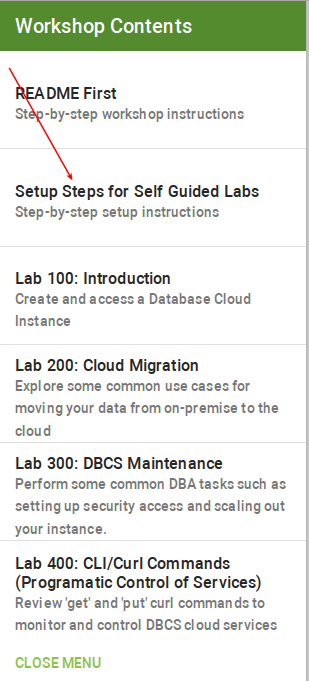 Workshop Contents
README First
Step-by-step workshop instructions
Setup Steps for Self Guided Labs
Step-by-step setup instructions
Lab 100: Introduction
Create and access a Database Cloud
Instance
Lab 200: Cloud Migration
Explore some common use cases for
moving your data from on-premise to the
cloud
Lab 300: DBCS Maintenance
Perform some common DBA tasks such as
setting up security access and scaling out
your instance.
Lab 400: CLI/Curl Commands
(Programatic Control of Services)
Review 'get' and 'put' curl commands to
monitor and control DBCS cloud services
CLOSE MENU